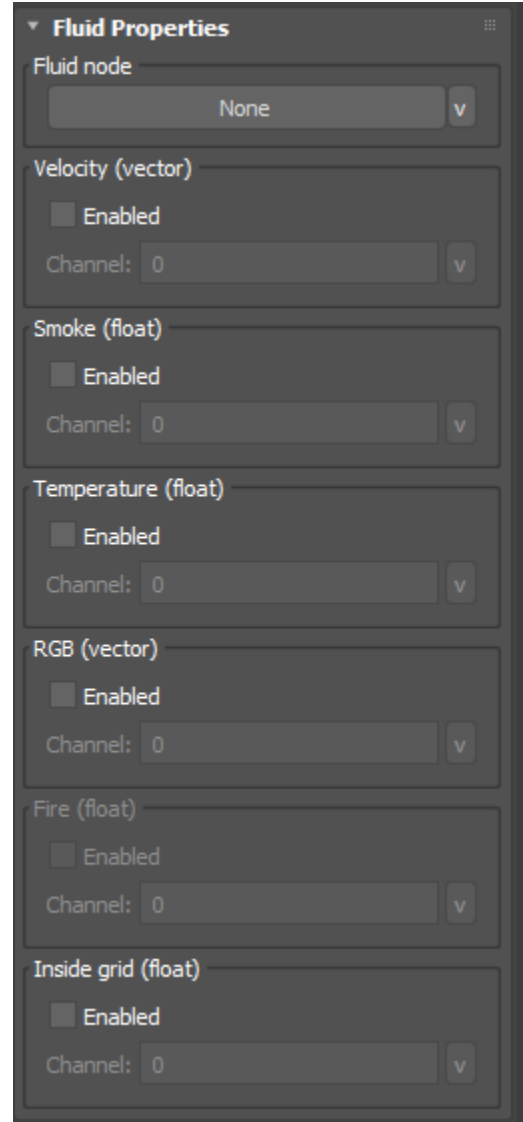 Fluid Properties
Fluid node
None v
Velocity (vector)
Enabled
Channel: 0 v
Smoke (float)
Enabled
Channel: 0 v
Temperature (float)
Enabled
Channel: 0 v
RGB (vector)
Enabled
Channel: 0 v
Fire (float)
Enabled
Channel: 0 v
Inside grid (float)
Enabled
Channel: 0 v